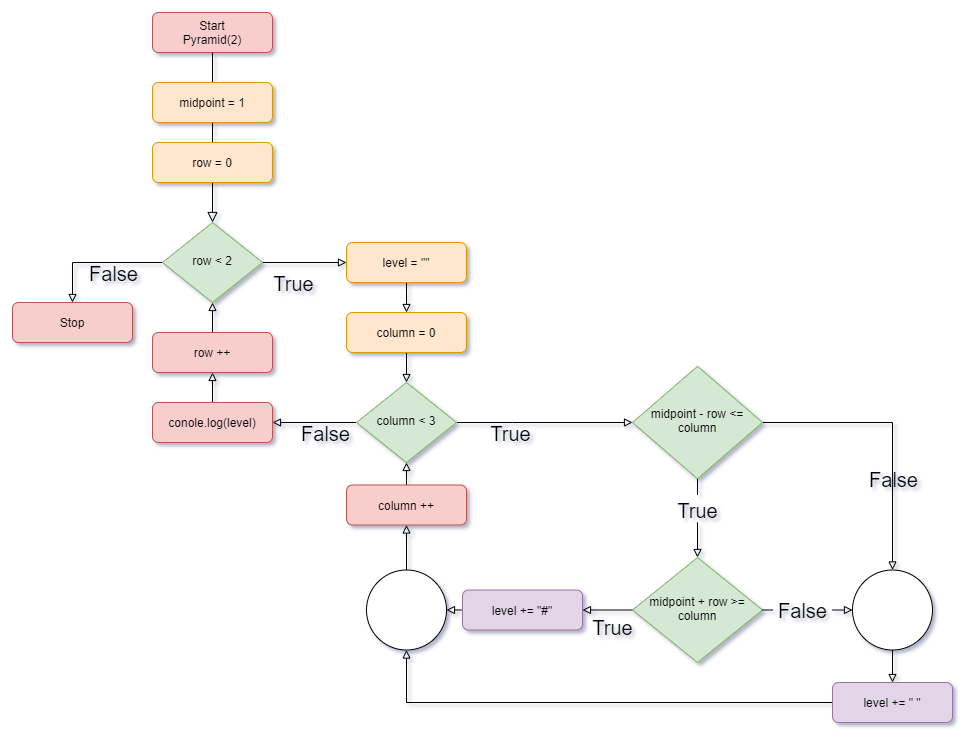 Start
Pyramid(2)
midpoint = 1
row = 0
row < 2
False
True
level = ""
Stop
column = 0
row ++
conole.log(level)
column < 3
False
True
midpoint - row <=
column
False
column ++
True
midpoint + row >=
column
level += "#"
True
False
level += " "